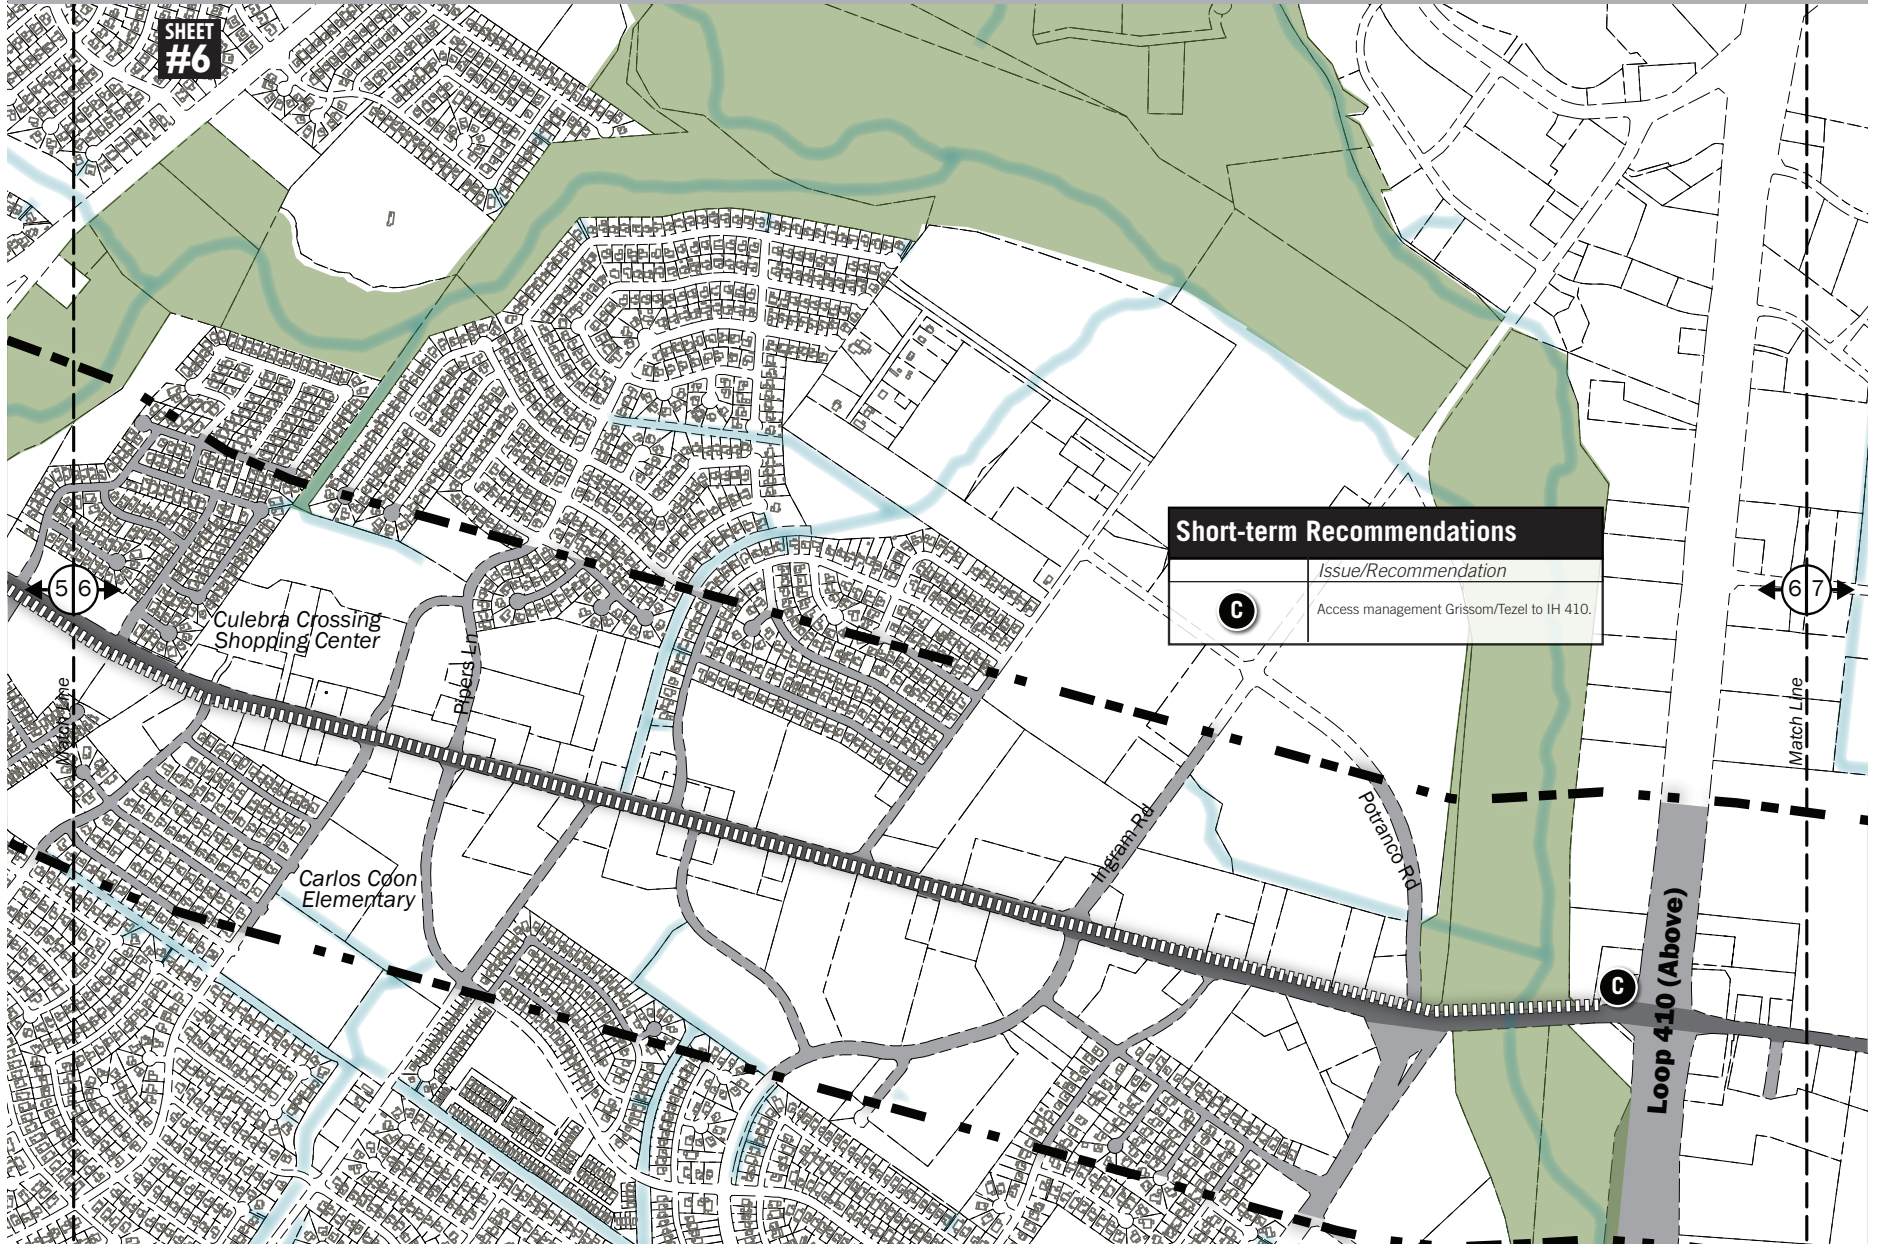 SHEET
#6
Short-term Recommendations
Issue/Recommendation
C
Access management Grissom/Tezel to IH 410.
5 6
6 7
Culebra Crossing
Shopping Center
Pipers Ln
Match Line
Match Line
Ingram Rd
Potranco Rd
Carlos Coon
Elementary
Loop 410 (Above)
C